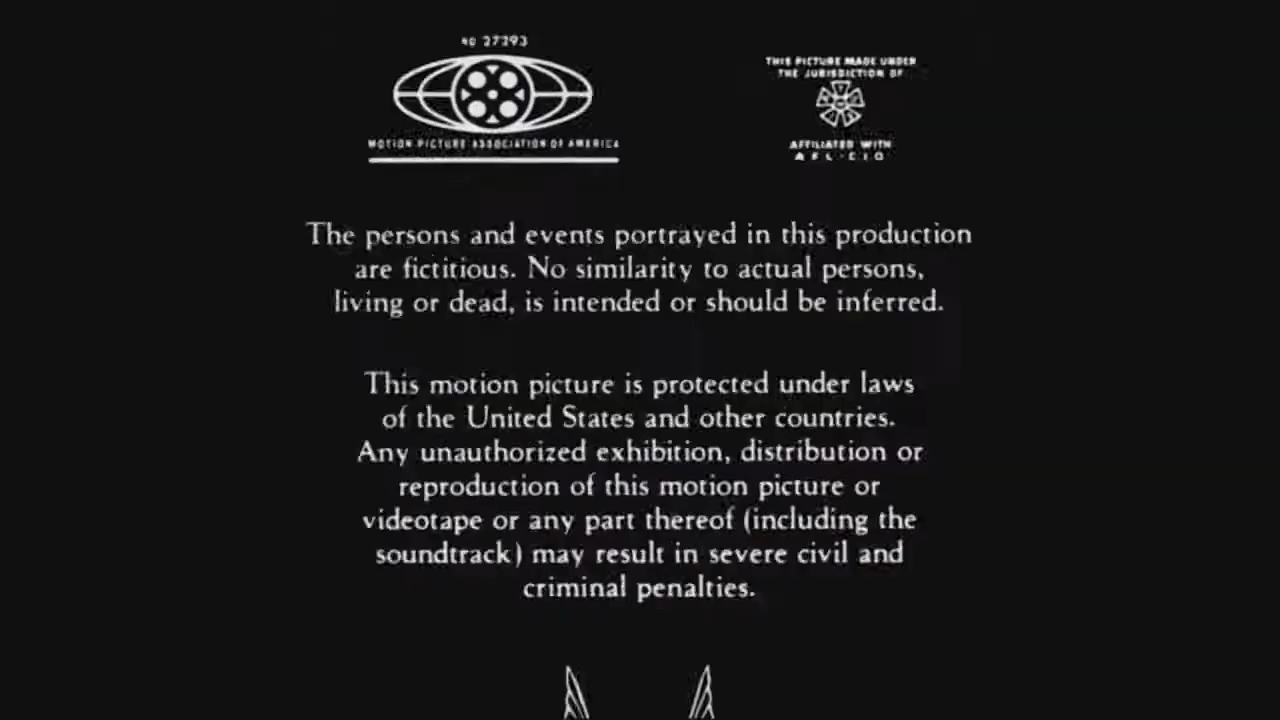 NO 27293
MOTION PICTURE ASSOCIATION OF AMERICA
THIS PICTURE MADE UNDER
THE JURISDICTION OF
AFFILIATED WITH
AFL-CIO
The persons and events portrayed in this production
are fictitious. No similarity to actual persons,
living or dead, is intended or should be inferred.
This motion picture is protected under laws
of the United States and other countries.
Any unauthorized exhibition, distribution or
reproduction of this motion picture or
videotape or any part thereof (including the
soundtrack) may result in severe civil and
criminal penalties.